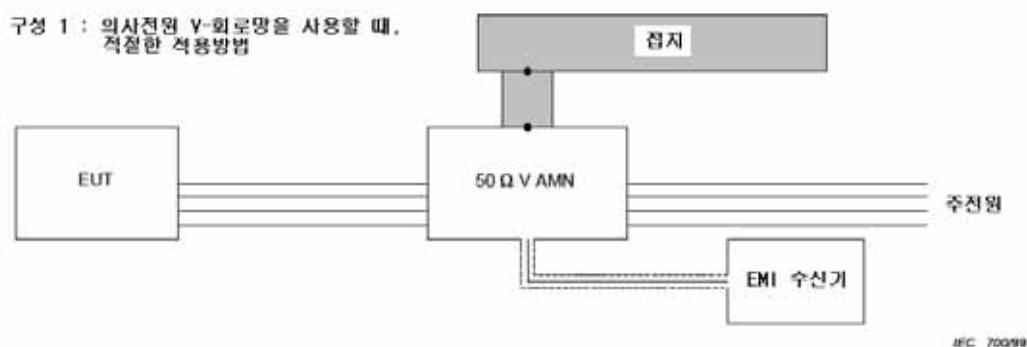 구성 1 : 의사전원 V-회로망을 사용할 때,
적절한 적용방법
접지
EUT
50 Ω V AMN
주전원
EMI 수신기
IEC 700/99